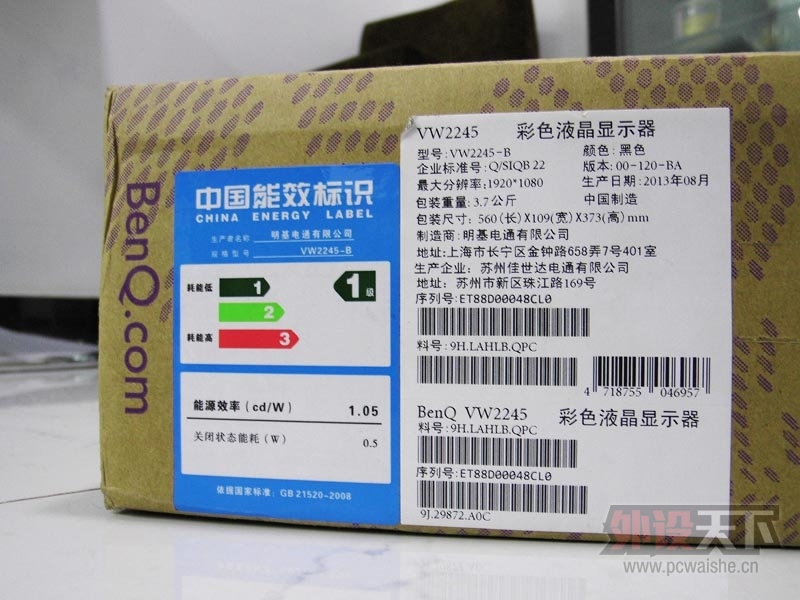 BenQ.com
中国能效标识
CHINA ENERGY LABEL
生产者名称 明基电通有限公司
规格型号 VW2245-B
耗能低
1
2
耗能高
3
1级
能源效率 (cd/W) 1.05
关闭状态能耗 (W) 0.5
依据国家标准: GB 21520-2008
VW2245 彩色液晶显示器
型号: VW2245-B 颜色: 黑色
企业标准号: Q/SIQB 22 版本: 00-120-BA
最大分辨率:1920*1080 生产日期:2013年08月
包装重量: 3.7公斤 中国制造
包装尺寸: 560(长)X109(宽)X373(高)mm
制造商: 明基电通有限公司
地址:上海市长宁区金钟路658弄7号401室
生产企业: 苏州佳世达电通有限公司
地址: 苏州市新区珠江路169号
序列号: ET88D00048CL0
料号: 9H.LAHLB.QPC
4 718755 046957
BenQ VW2245 彩色液晶显示器
料号: 9H.LAHLB.QPC
序列号: ET88D00048CL0
9J.29872.A0C
外设天下
www.pcwaishe.cn